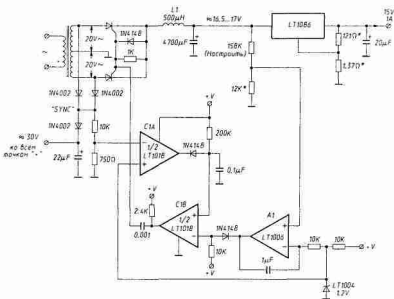 L1
500μH
≈16,5...17V
LT1086
15V
1A
20V~
20V~
1N4148
1K
4700μF
158K
(Настроить)
121Ω*
20μF
12K*
1,37Ω*
1N4002
1N4002
"SYNC"
1N4002
10K
≈ 30V
ко всем
точкам "+"
22μF
750Ω
C1A
1/2
LT1018
+V
200K
1N4148
0,1μF
+V
2,4K
0.001
C1B
1/2
LT1018
1N4148
10K
+V
A1
LT1006
1μF
10K
10K
+V
LT1004
1.2V